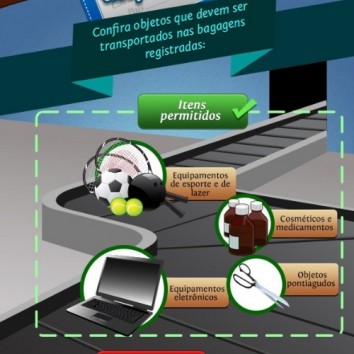 Confira objetos que devem ser
transportados nas bagagens
registradas:
Itens
permitidos
Equipamentos
de esporte e de
lazer
Cosméticos e
medicamentos
Equipamentos
eletrônicos
Objetos
pontiagudos